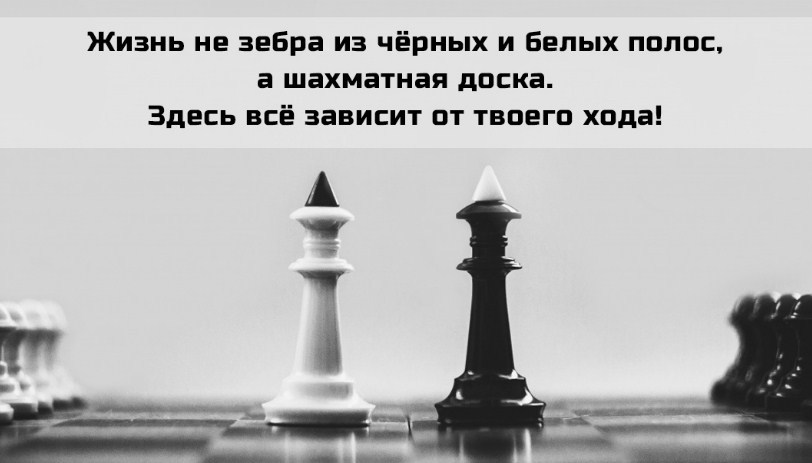 Жизнь не зебра из чёрных и белых полос,
а шахматная доска.
Здесь всё зависит от твоего хода!